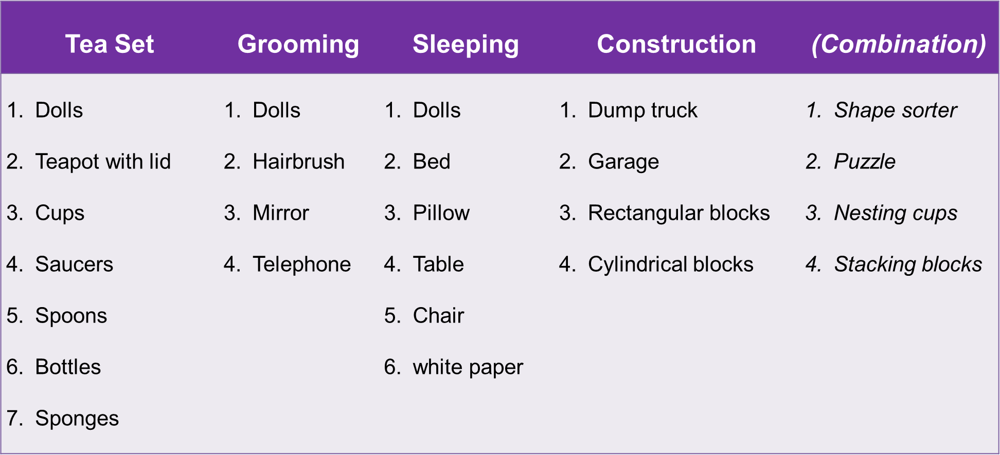 Tea Set Grooming Sleeping Construction (Combination)
1. Dolls 1. Dolls 1. Dolls 1. Dump truck 1. Shape sorter
2. Teapot with lid 2. Hairbrush 2. Bed 2. Garage 2. Puzzle
3. Cups 3. Mirror 3. Pillow 3. Rectangular blocks 3. Nesting cups
4. Saucers 4. Telephone 4. Table 4. Cylindrical blocks 4. Stacking blocks
5. Spoons 5. Chair
6. Bottles 6. white paper
7. Sponges